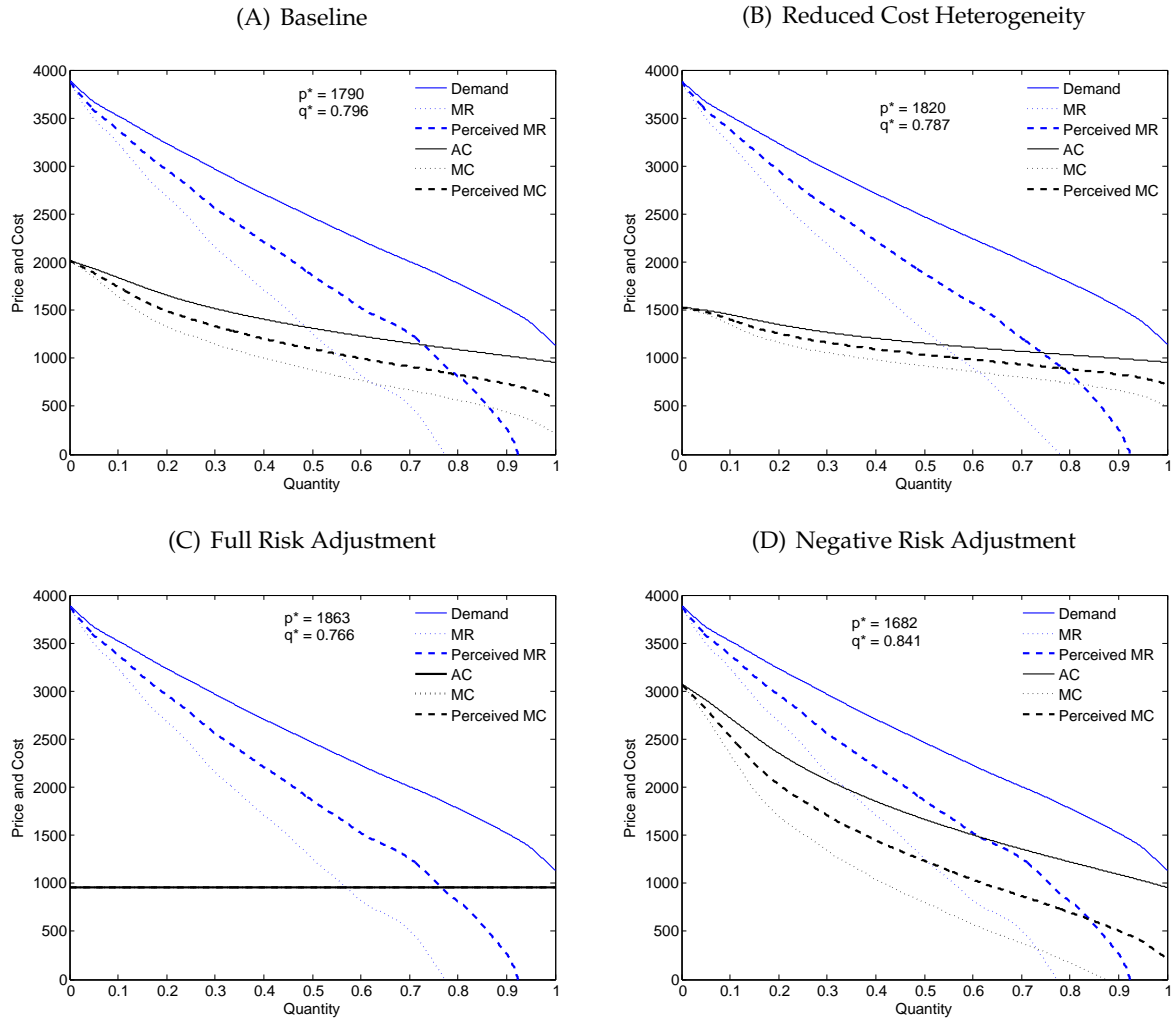 (A) Baseline
p* = 1790
q* = 0.796
Demand
MR
Perceived MR
AC
MC
Perceived MC
Price and Cost
4000
3500
3000
2500
2000
1500
1000
500
0
0 0.1 0.2 0.3 0.4 0.5 0.6 0.7 0.8 0.9 1
Quantity
(B) Reduced Cost Heterogeneity
p* = 1820
q* = 0.787
Demand
MR
Perceived MR
AC
MC
Perceived MC
Price and Cost
4000
3500
3000
2500
2000
1500
1000
500
0
0 0.1 0.2 0.3 0.4 0.5 0.6 0.7 0.8 0.9 1
Quantity
(C) Full Risk Adjustment
p* = 1863
q* = 0.766
Demand
MR
Perceived MR
AC
MC
Perceived MC
Price and Cost
4000
3500
3000
2500
2000
1500
1000
500
0
0 0.1 0.2 0.3 0.4 0.5 0.6 0.7 0.8 0.9 1
Quantity
(D) Negative Risk Adjustment
p* = 1682
q* = 0.841
Demand
MR
Perceived MR
AC
MC
Perceived MC
Price and Cost
4000
3500
3000
2500
2000
1500
1000
500
0
0 0.1 0.2 0.3 0.4 0.5 0.6 0.7 0.8 0.9 1
Quantity